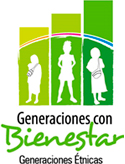 Generaciones con
Bienestar
Generaciones Étnicas